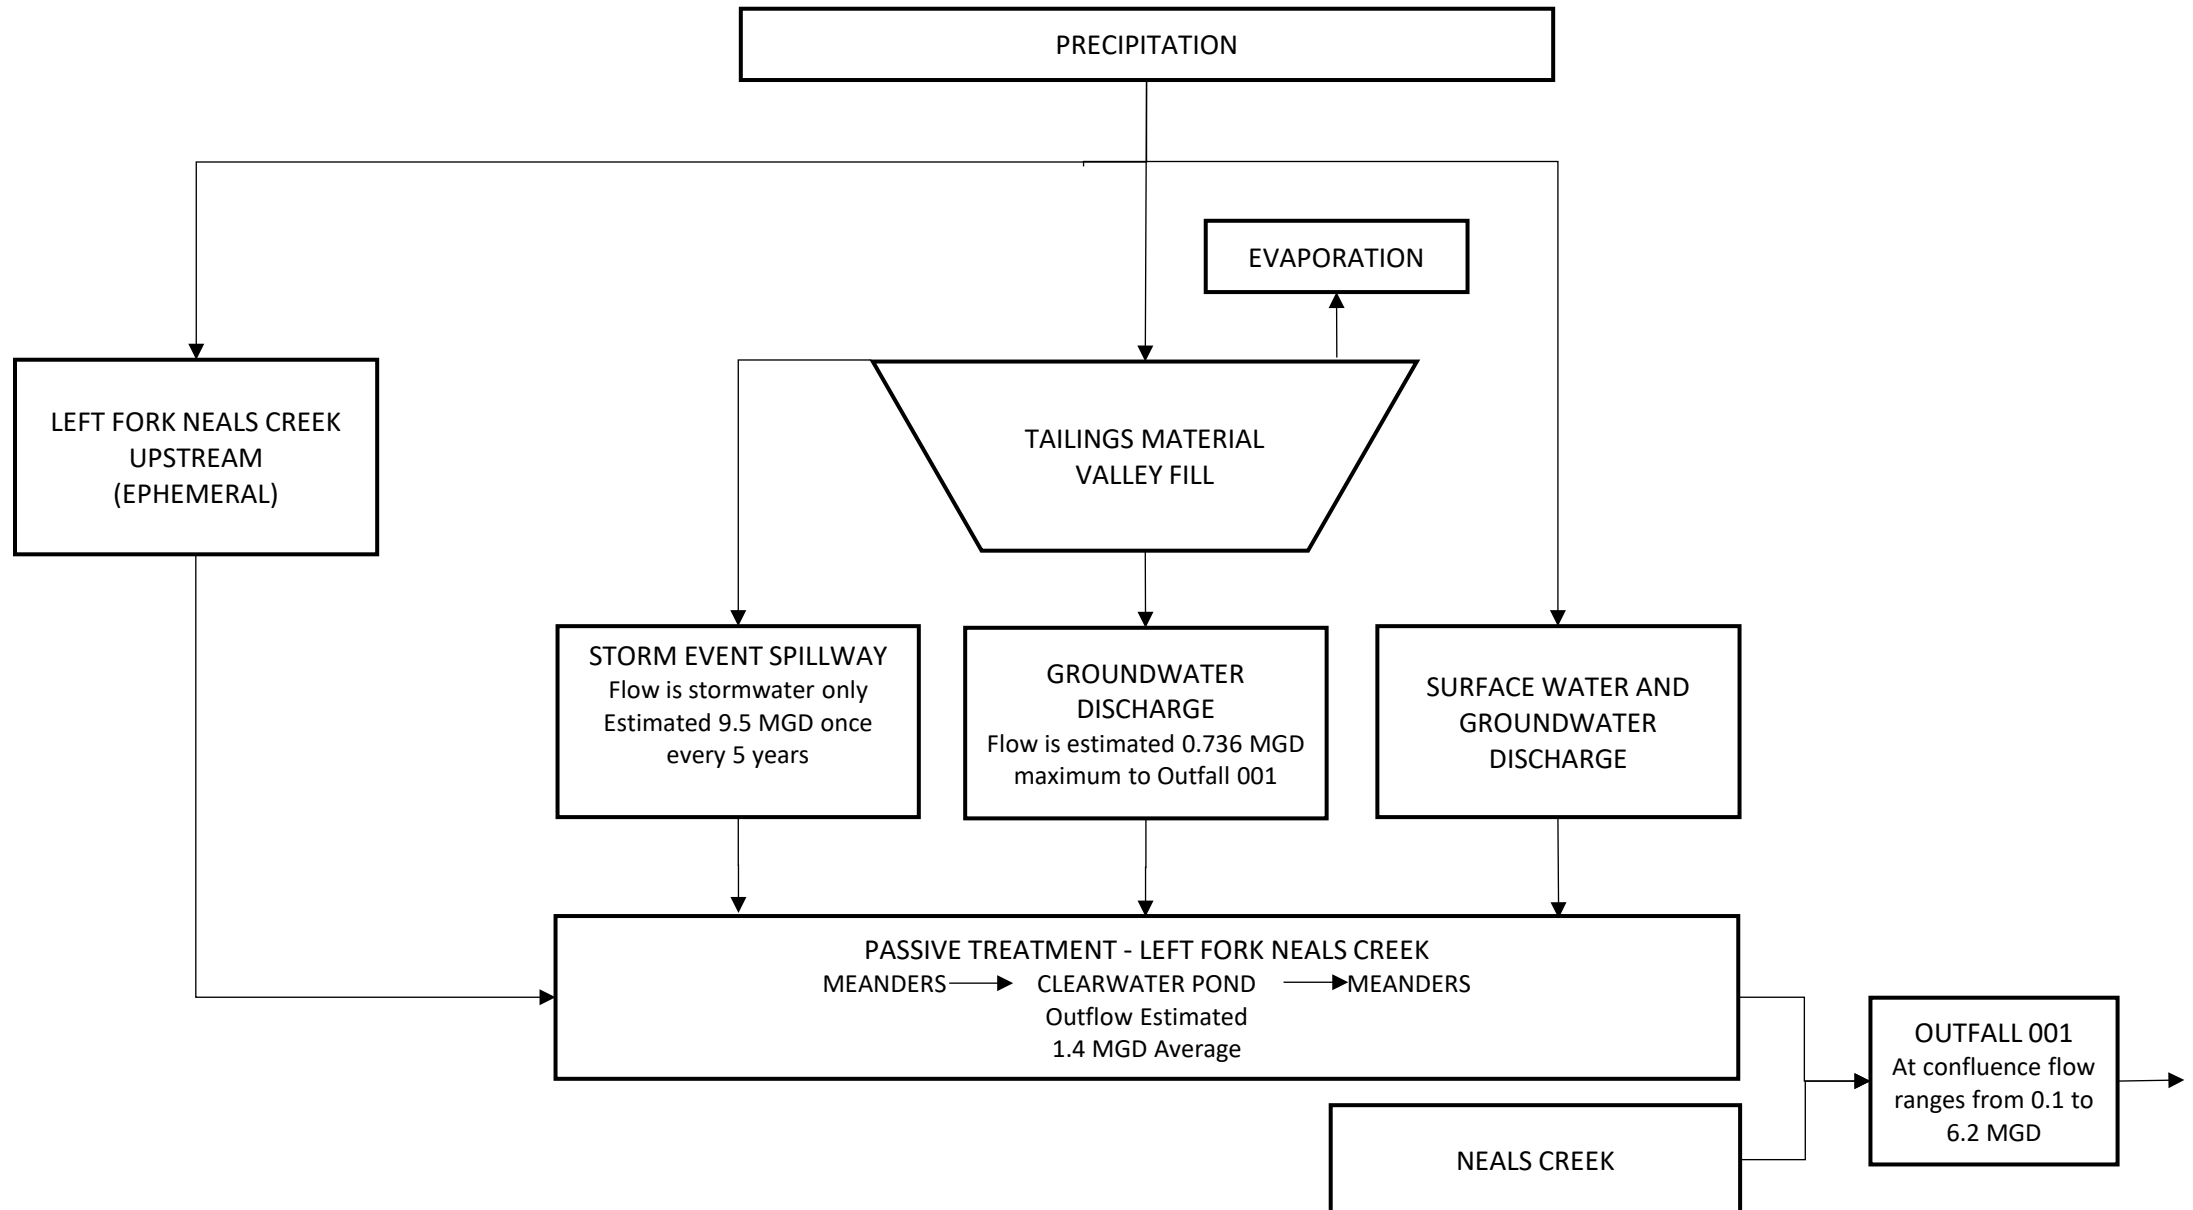 PRECIPITATION
EVAPORATION
LEFT FORK NEALS CREEK
UPSTREAM
(EPHEMERAL)
TAILINGS MATERIAL
VALLEY FILL
STORM EVENT SPILLWAY
Flow is stormwater only
Estimated 9.5 MGD once
every 5 years
GROUNDWATER
DISCHARGE
Flow is estimated 0.736 MGD
maximum to Outfall 001
SURFACE WATER AND
GROUNDWATER
DISCHARGE
PASSIVE TREATMENT - LEFT FORK NEALS CREEK
MEANDERS CLEARWATER POND MEANDERS
Outflow Estimated
1.4 MGD Average
OUTFALL 001
At confluence flow
ranges from 0.1 to
6.2 MGD
NEALS CREEK